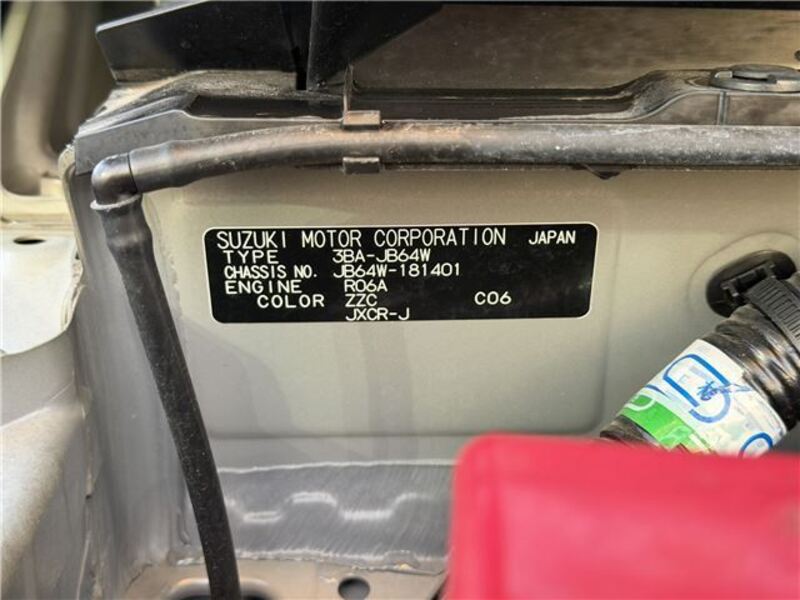 SUZUKI MOTOR CORPORATION JAPAN
TYPE 3BA-JB64W
CHASSIS NO. JB64W-181401
ENGINE R06A
COLOR ZZC C06
JXCR-J